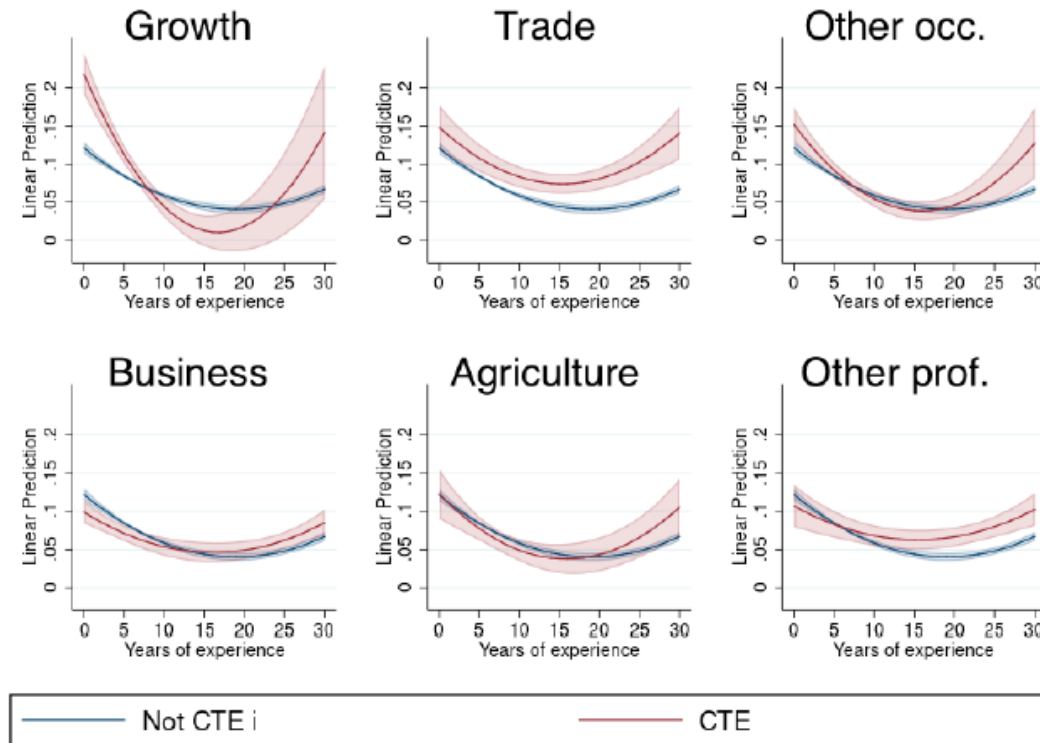 Growth Trade Other occ.
Linear Prediction Linear Prediction Linear Prediction
.2 .2 .2
.15 .15 .15
.1 .1 .1
.05 .05 .05
0 0 0
0 5 10 15 20 25 30 0 5 10 15 20 25 30 0 5 10 15 20 25 30
Years of experience Years of experience Years of experience
Business Agriculture Other prof.
Linear Prediction Linear Prediction Linear Prediction
.2 .2 .2
.15 .15 .15
.1 .1 .1
.05 .05 .05
0 0 0
0 5 10 15 20 25 30 0 5 10 15 20 25 30 0 5 10 15 20 25 30
Years of experience Years of experience Years of experience
Not CTE i CTE